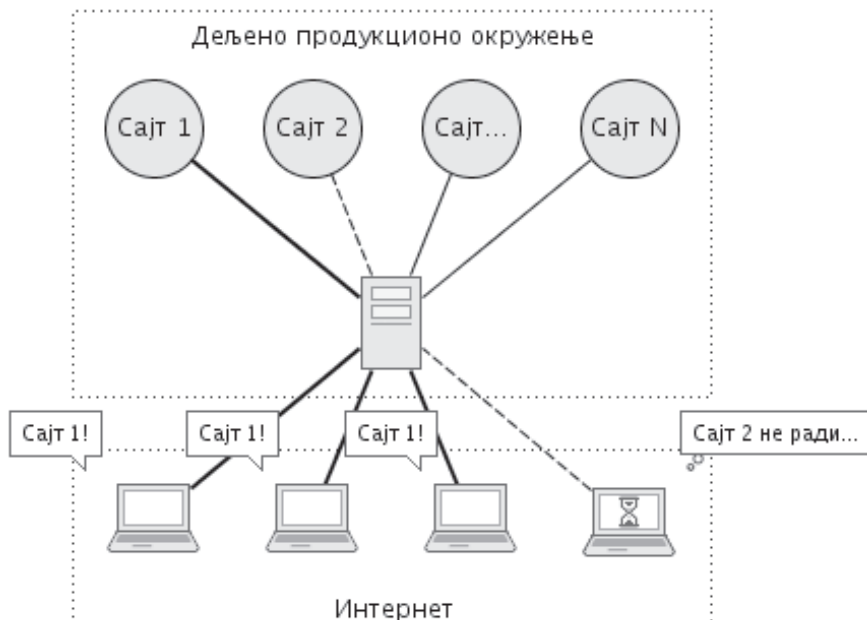 Дељено продукционо окружење
Сајт 1
Сајт 2
Сајт...
Сајт N
Сајт 1!
Сајт 1!
Сајт 1!
Сајт 2 не ради...
Интернет